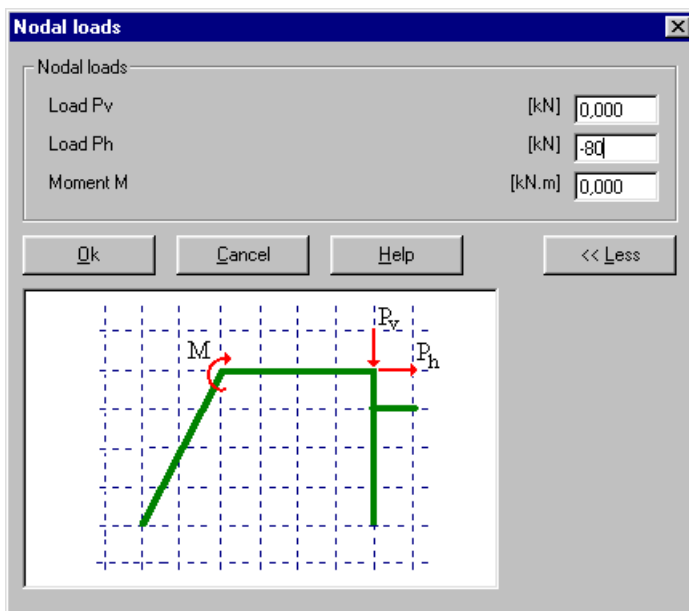 Nodal loads
Nodal loads
Load Pv [kN] 0,000
Load Ph [kN] -80
Moment M [kN.m] 0,000
Ok Cancel Help << Less
Pv
M Ph